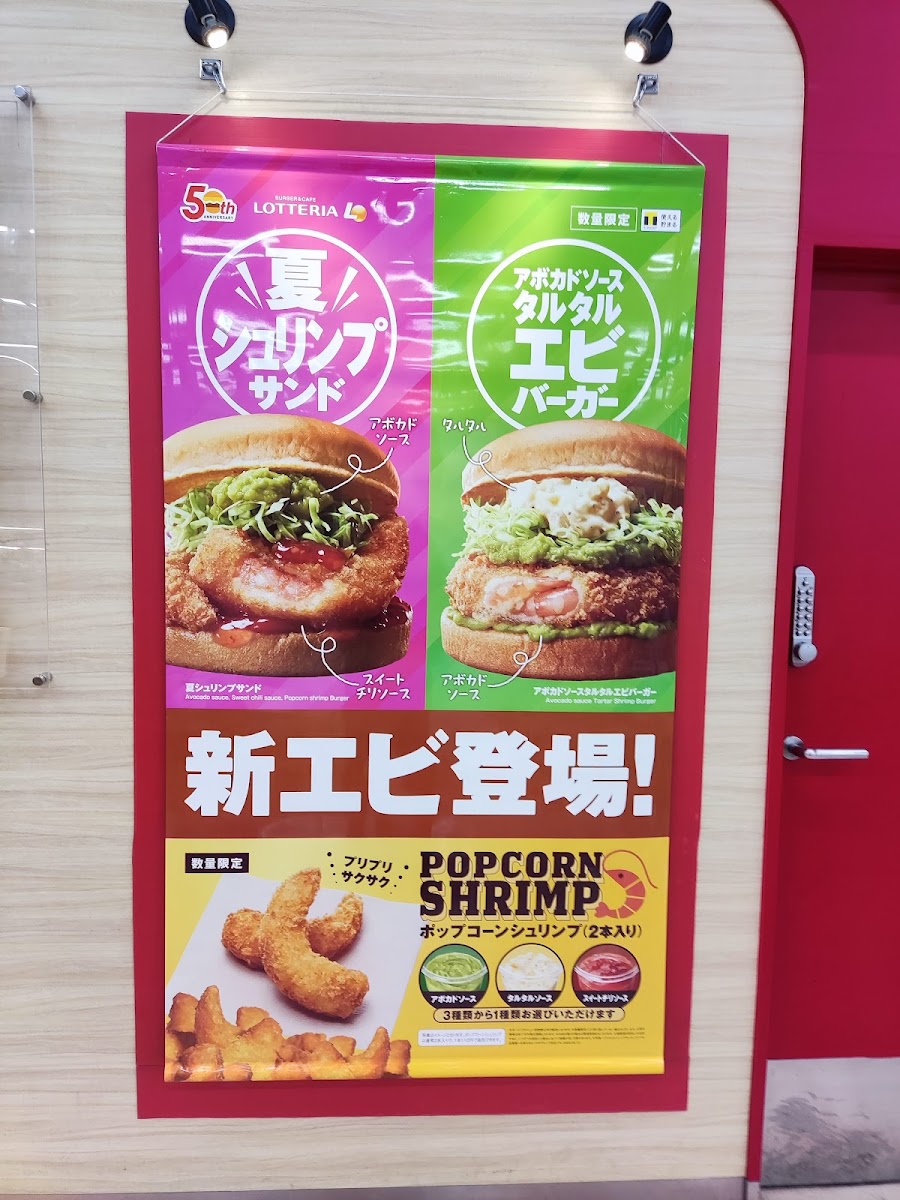 50th
ANNIVERSARY
BURGER&CAFE
LOTTERIA
数量限定
使える
貯まる
夏
シュリンプ
サンド
アボカド
ソース
スイート
チリソース
夏シュリンプサンド
Avocado sauce, Sweet chili sauce, Popcorn shrimp Burger
アボカドソース
タルタル
エビ
バーガー
タルタル
アボカド
ソース
アボカドソースタルタルエビバーガー
Avocado sauce Tartar Shrimp Burger
新エビ登場!
数量限定
プリプリ
サクサク
POPCORN
SHRIMP
ポップコーンシュリンプ(2本入り)
アボカドソース
タルタルソース
スイートチリソース
3種類から1種類お選びいただけます